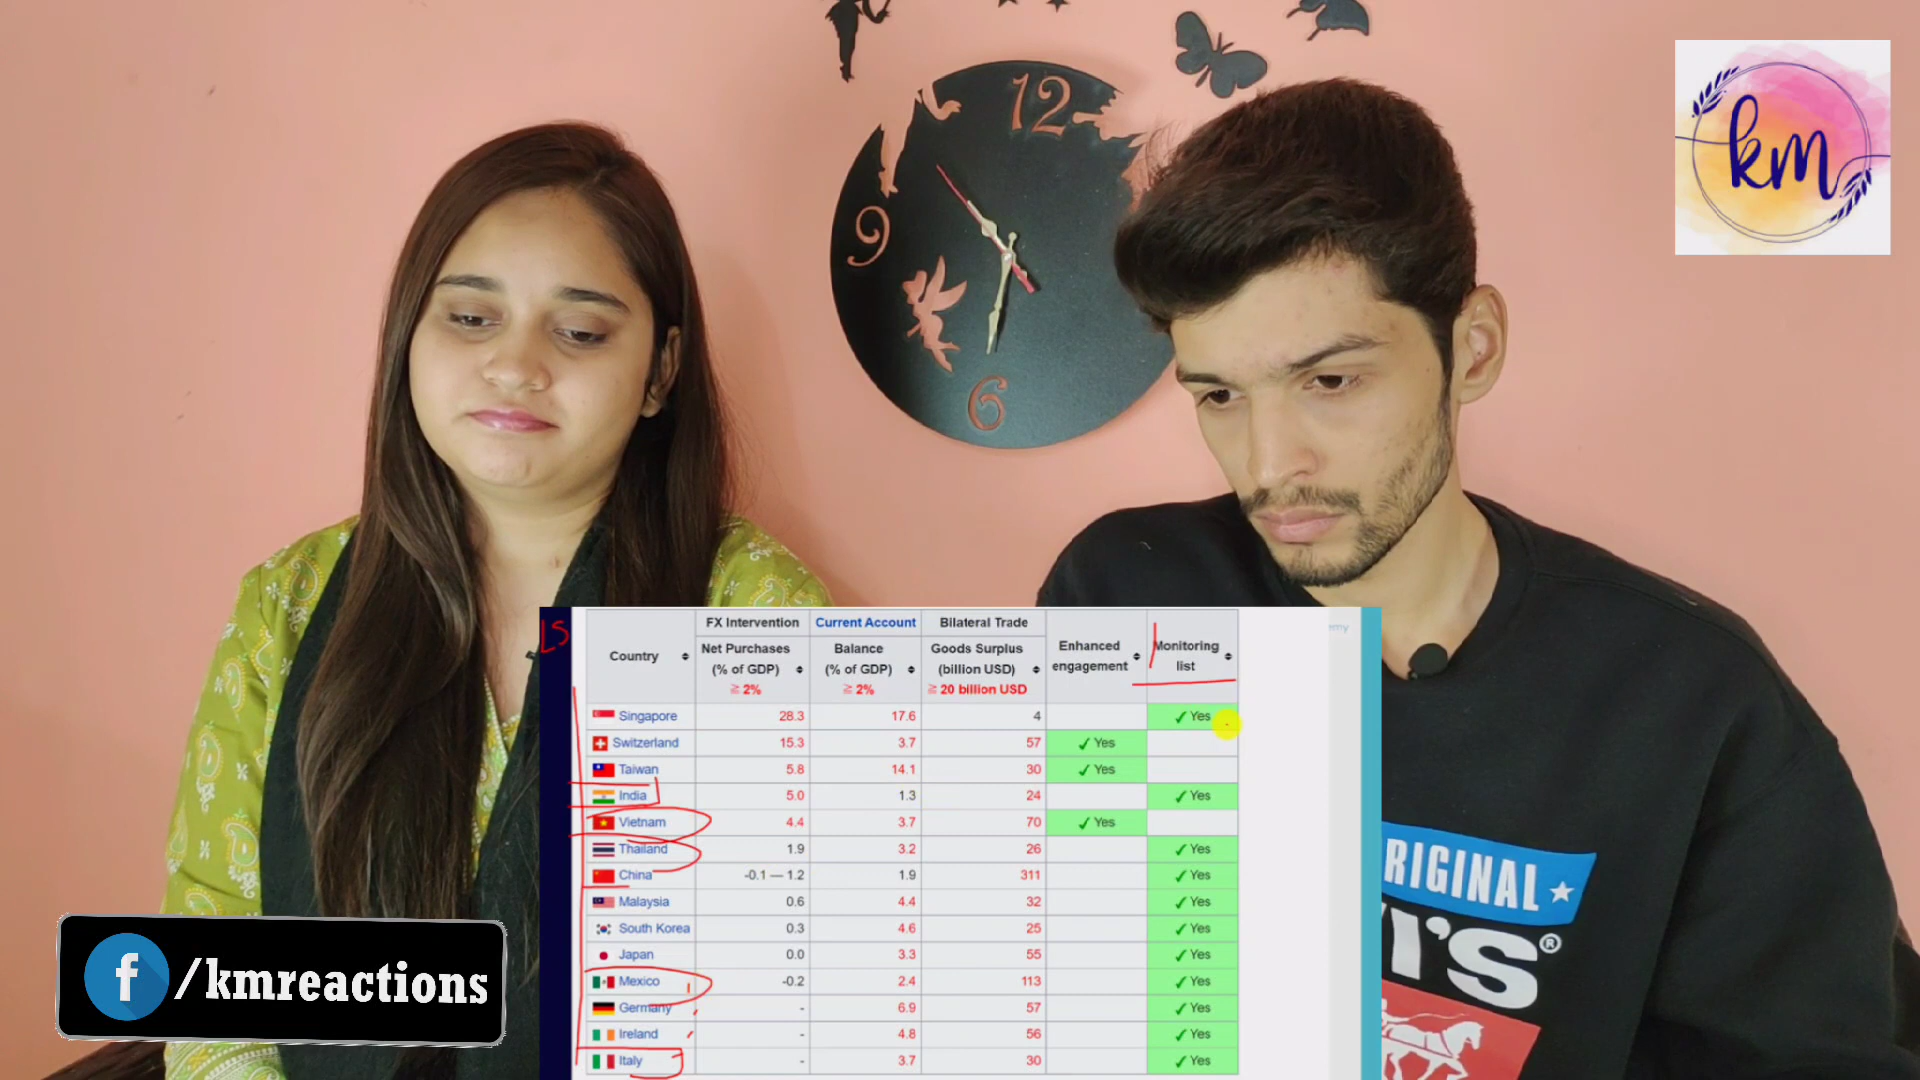 12
9
6
km
15
FX Intervention Current Account Bilateral Trade
Country Net Purchases (% of GDP) ≧ 2% Balance (% of GDP) ≧ 2% Goods Surplus (billion USD) ≧ 20 billion USD Enhanced engagement Monitoring list
Singapore 28.3 17.6 4 ✓ Yes
Switzerland 15.3 3.7 57 ✓ Yes
Taiwan 5.8 14.1 30 ✓ Yes
India 5.0 1.3 24 ✓ Yes
Vietnam 4.4 3.7 70 ✓ Yes
Thailand 1.9 3.2 26 ✓ Yes
China -0.1 — 1.2 1.9 311 ✓ Yes
Malaysia 0.6 4.4 32 ✓ Yes
South Korea 0.3 4.6 25 ✓ Yes
Japan 0.0 3.3 55 ✓ Yes
Mexico -0.2 2.4 113 ✓ Yes
Germany - 6.9 57 ✓ Yes
Ireland - 4.8 56 ✓ Yes
Italy - 3.7 30 ✓ Yes
RIGINAL
I'S®
f/kmreactions